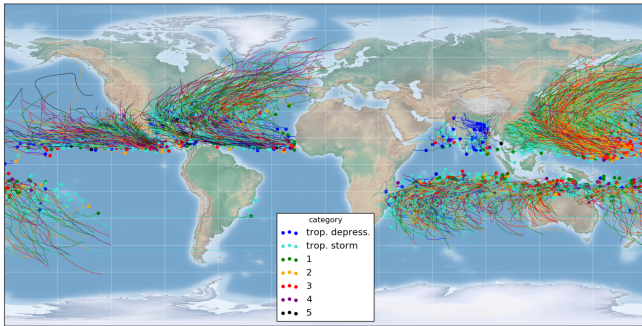 category
trop. depress.
trop. storm
1
2
3
4
5